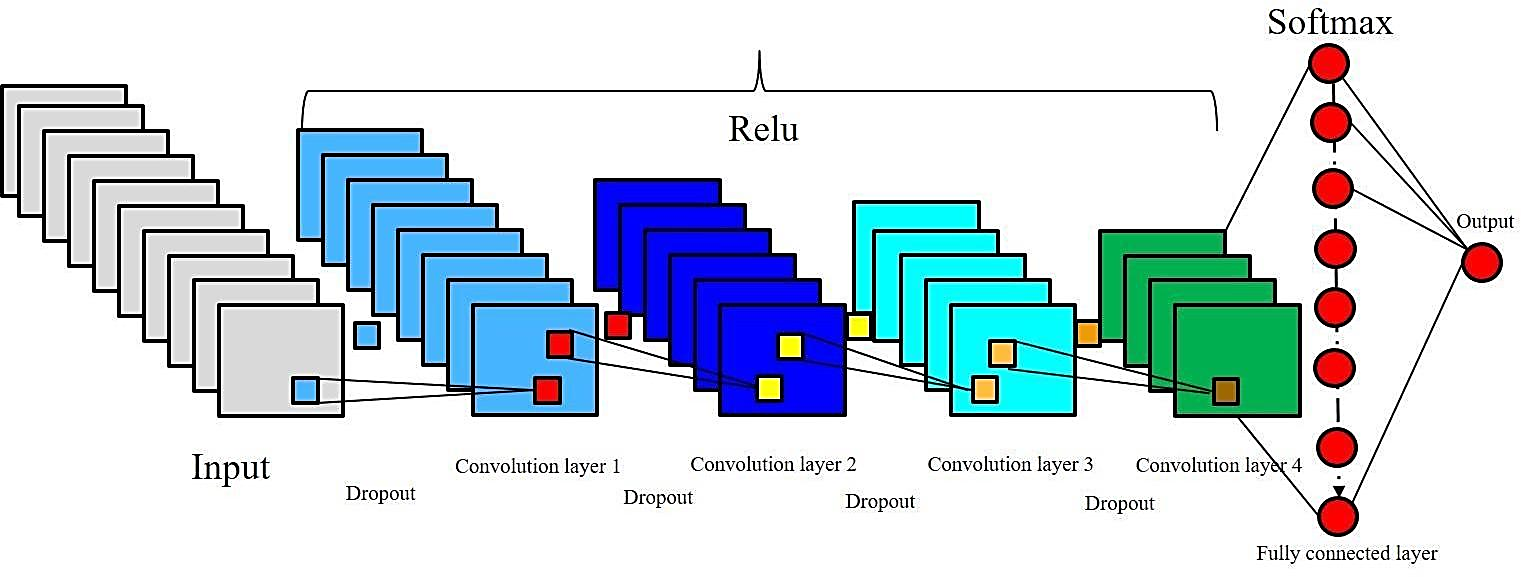 Softmax
Relu
Output
Input
Convolution layer 1
Convolution layer 2
Convolution layer 3
Convolution layer 4
Dropout
Dropout
Dropout
Dropout
Fully connected layer